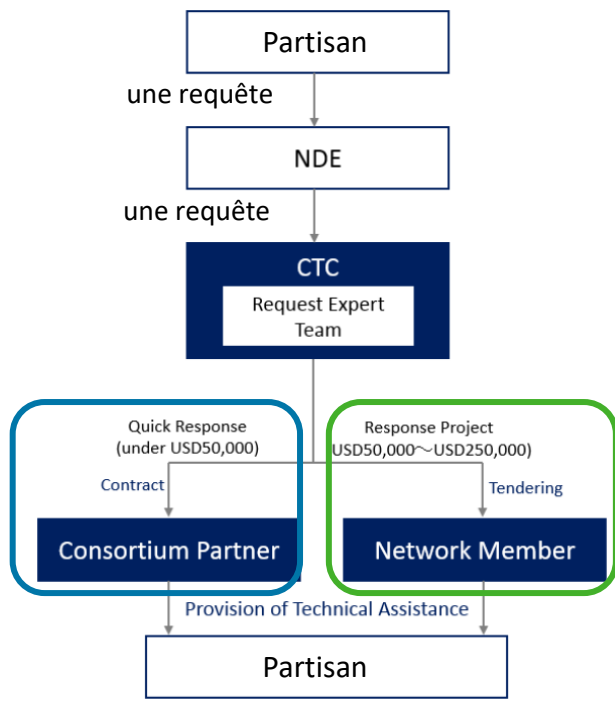 Partisan
une requête
NDE
une requête
CTC
Request Expert
Team
Quick Response
(under USD50,000)
Response Project
USD50,000～USD250,000)
Contract
Tendering
Consortium Partner
Network Member
Provision of Technical Assistance
Partisan